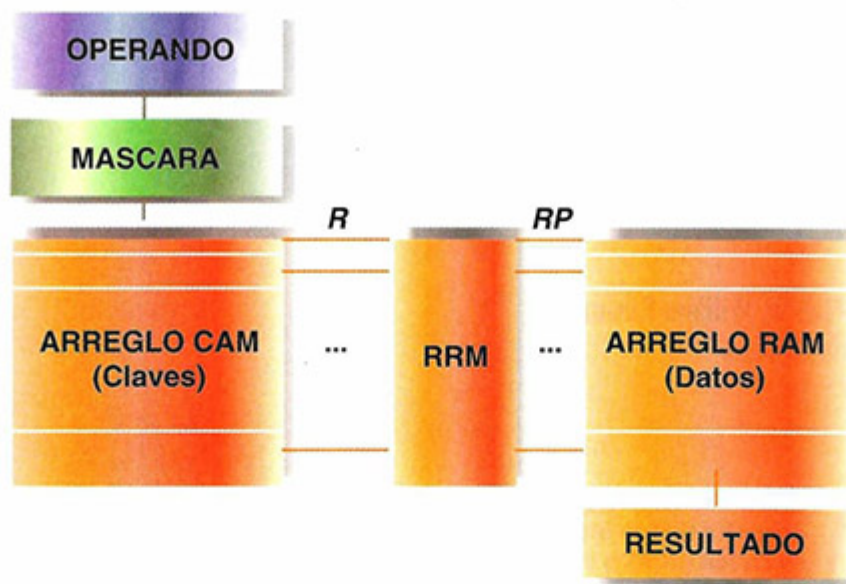 OPERANDO
MASCARA
R
RP
ARREGLO CAM
(Claves)
...
RRM
...
ARREGLO RAM
(Datos)
RESULTADO